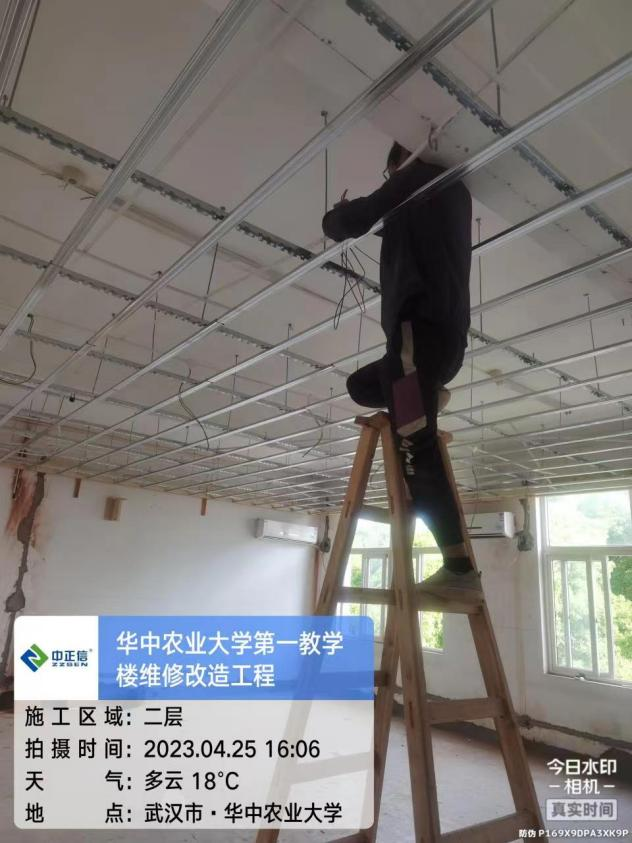 中正信®
ZZSEN
华中农业大学第一教学
楼维修改造工程
施工区域：二层
拍摄时间：2023.04.25 16:06
天气：多云 18℃
地点：武汉市·华中农业大学
今日水印
相机
真实时间
防伪 P169X9DPA3XK9P